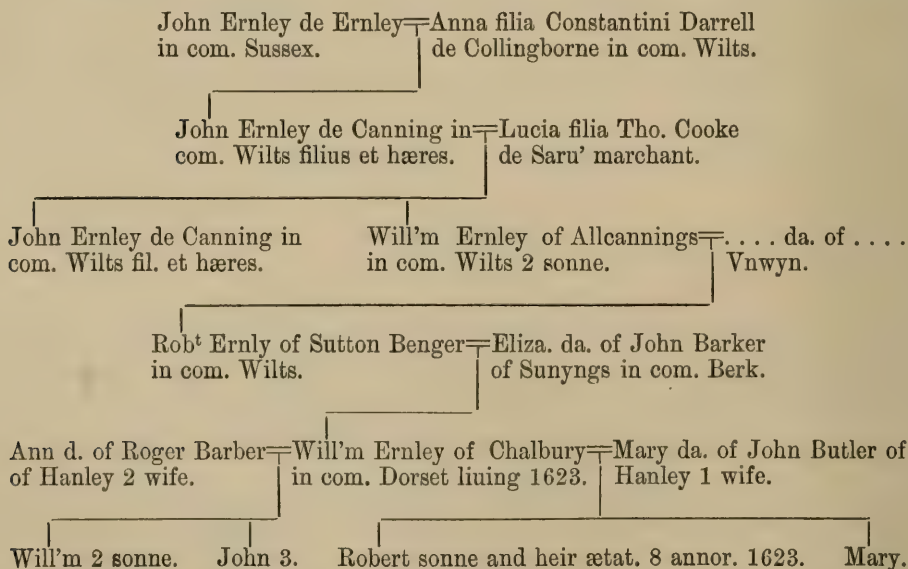 John Ernley de Ernley Anna filia Constantini Darrell
in com. Sussex. de Collingborne in com. Wilts.
John Ernley de Canning in Lucia filia Tho. Cooke
com. Wilts filius et hæres. de Saru' marchant.
John Ernley de Canning in Will'm Ernley of Allcannings . . . . da. of . . . .
com. Wilts fil. et hæres. in com. Wilts 2 sonne. Vnwyn.
Robᵗ Ernly of Sutton Benger Eliza. da. of John Barker
in com. Wilts. of Sunyngs in com. Berk.
Ann d. of Roger Barber Will'm Ernley of Chalbury Mary da. of John Butler of
of Hanley 2 wife. in com. Dorset liuing 1623. Hanley 1 wife.
Will'm 2 sonne. John 3. Robert sonne and heir ætat. 8 annor. 1623. Mary.